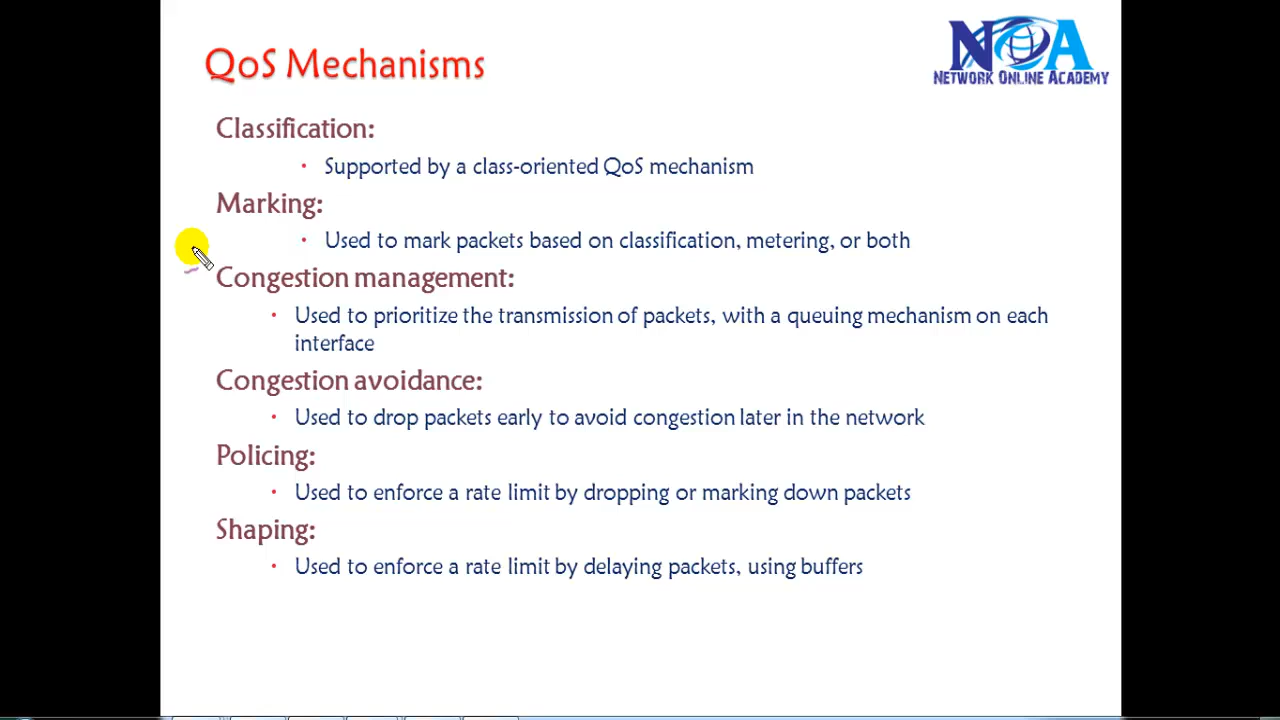 QoS Mechanisms
NOA
NETWORK ONLINE ACADEMY
Classification:
• Supported by a class-oriented QoS mechanism
Marking:
• Used to mark packets based on classification, metering, or both
Congestion management:
• Used to prioritize the transmission of packets, with a queuing mechanism on each
interface
Congestion avoidance:
• Used to drop packets early to avoid congestion later in the network
Policing:
• Used to enforce a rate limit by dropping or marking down packets
Shaping:
• Used to enforce a rate limit by delaying packets, using buffers